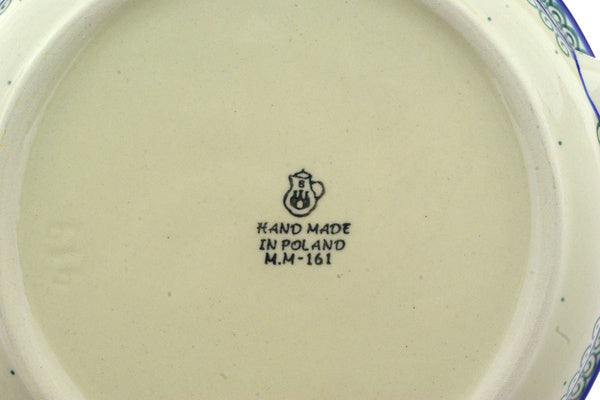 B
HAND MADE
IN POLAND
M.M-161